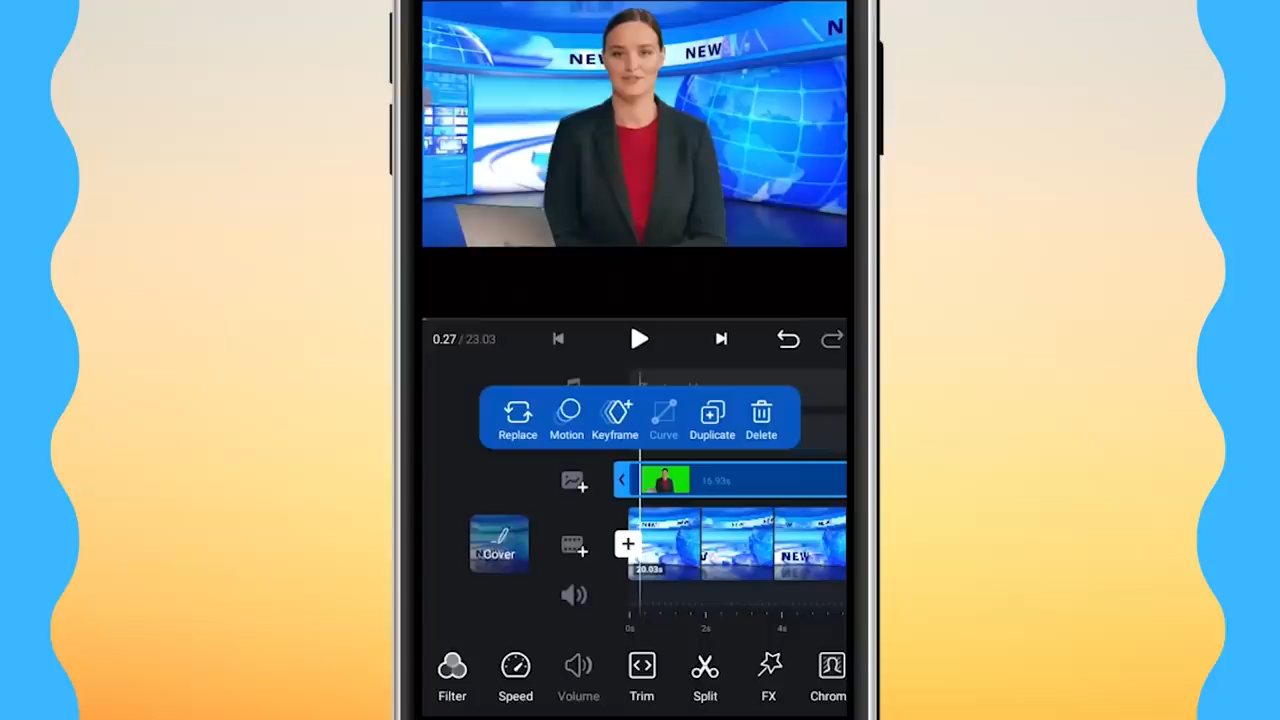 NEW
NEW
N
0.27 / 23.03
Replace Motion Keyframe Curve Duplicate Delete
16.93s
Cover
NEW
20.03s
0s 2s 4s
Filter Speed Volume Trim Split FX Chrom